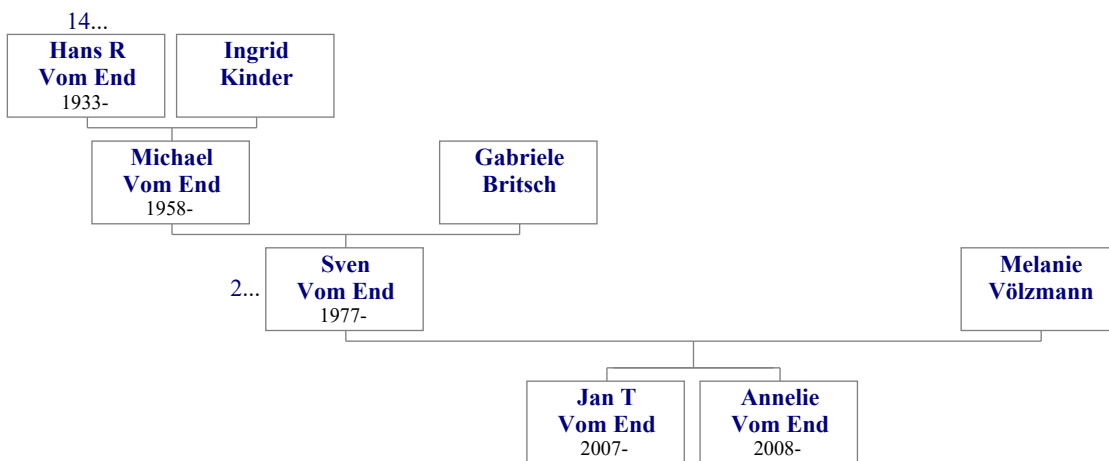 14...
Hans R
Vom End
1933-
Ingrid
Kinder
Michael
Vom End
1958-
Gabriele
Britsch
2...
Sven
Vom End
1977-
Melanie
Völzmann
Jan T
Vom End
2007-
Annelie
Vom End
2008-